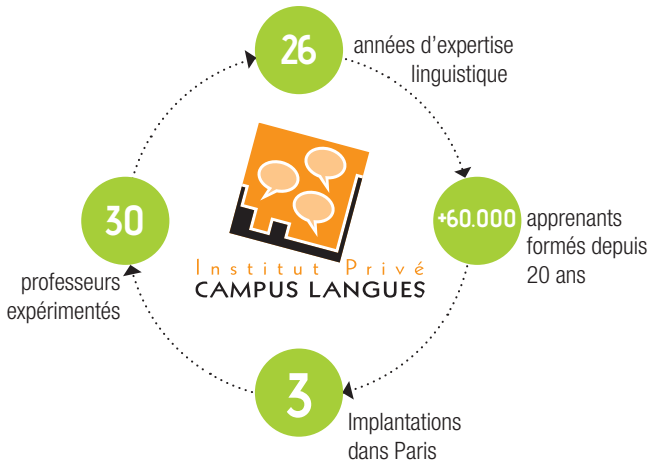 26
années d'expertise
linguistique
+60.000
apprenants
formés depuis
20 ans
3
Implantations
dans Paris
30
professeurs
expérimentés
Institut Privé
CAMPUS LANGUES